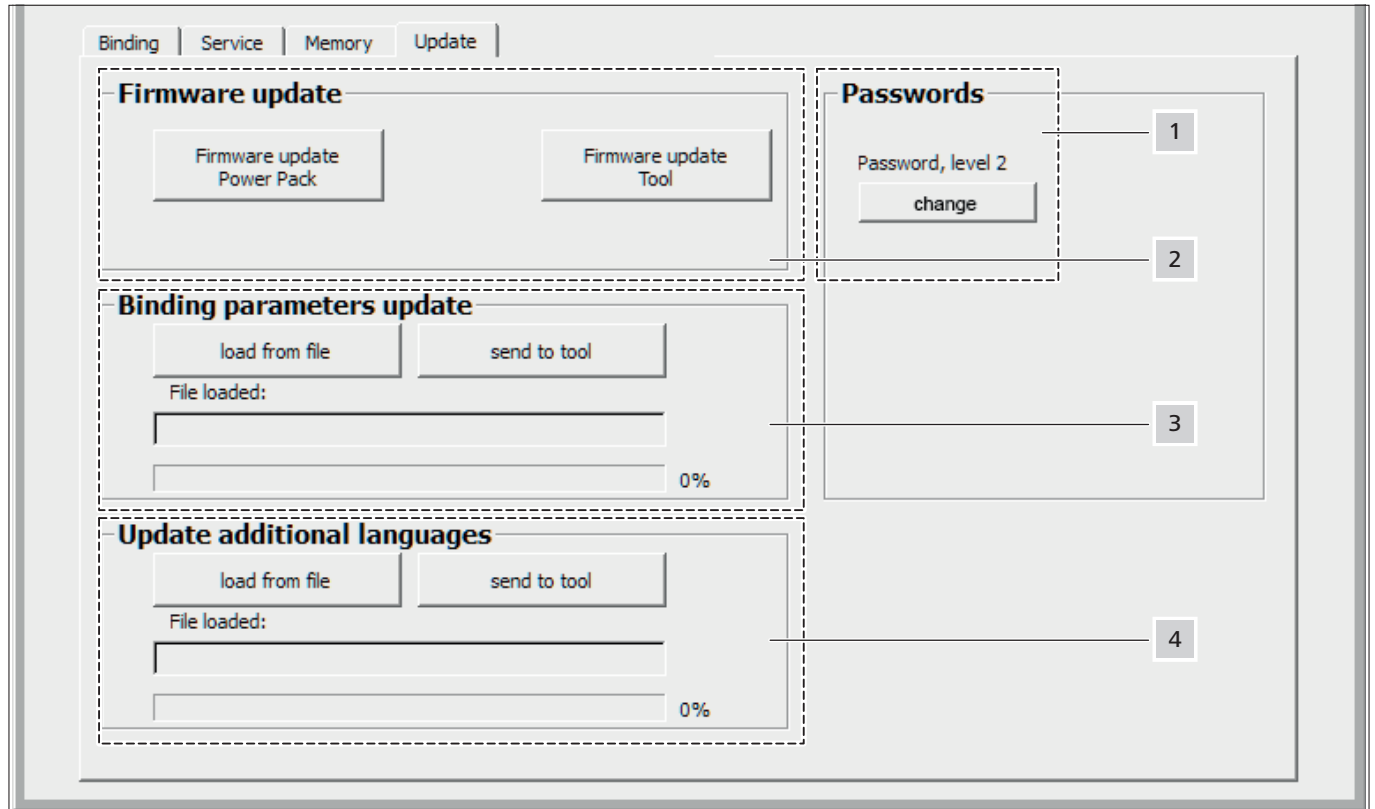 Binding
Service
Memory
Update
Firmware update
Firmware update
Power Pack
Firmware update
Tool
Passwords
Password, level 2
change
1
2
Binding parameters update
load from file
send to tool
File loaded:
0%
3
Update additional languages
load from file
send to tool
File loaded:
0%
4